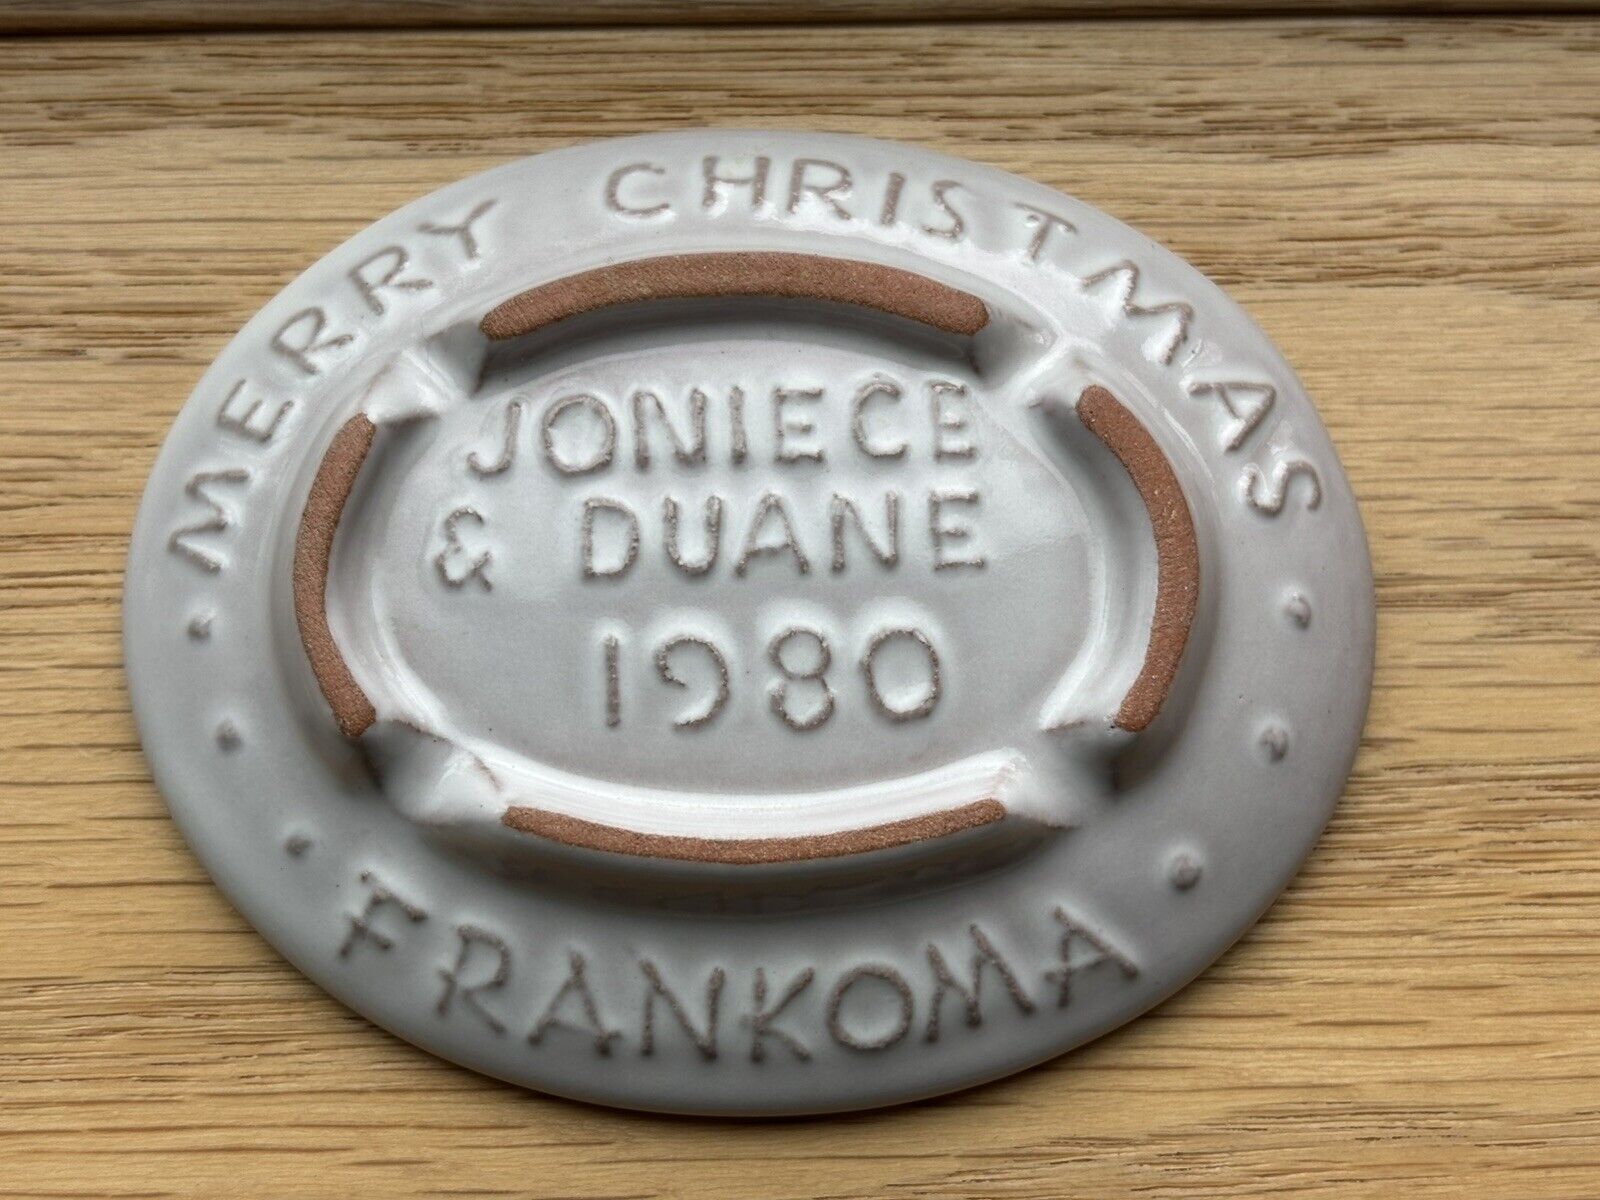 MERRY CHRISTMAS
JONIECE
& DUANE
1980
FRANKOMA